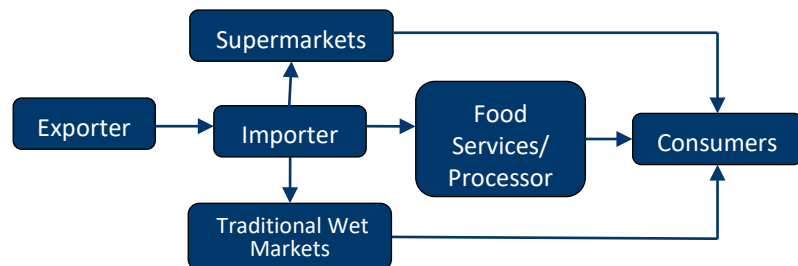 Supermarkets
Exporter
Importer
Food
Services/
Processor
Consumers
Traditional Wet
Markets